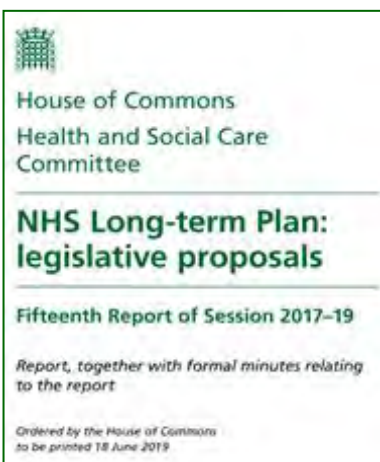 House of Commons
Health and Social Care
Committee
NHS Long-term Plan:
legislative proposals
Fifteenth Report of Session 2017–19
Report, together with formal minutes relating
to the report
Ordered by the House of Commons
to be printed 18 June 2019